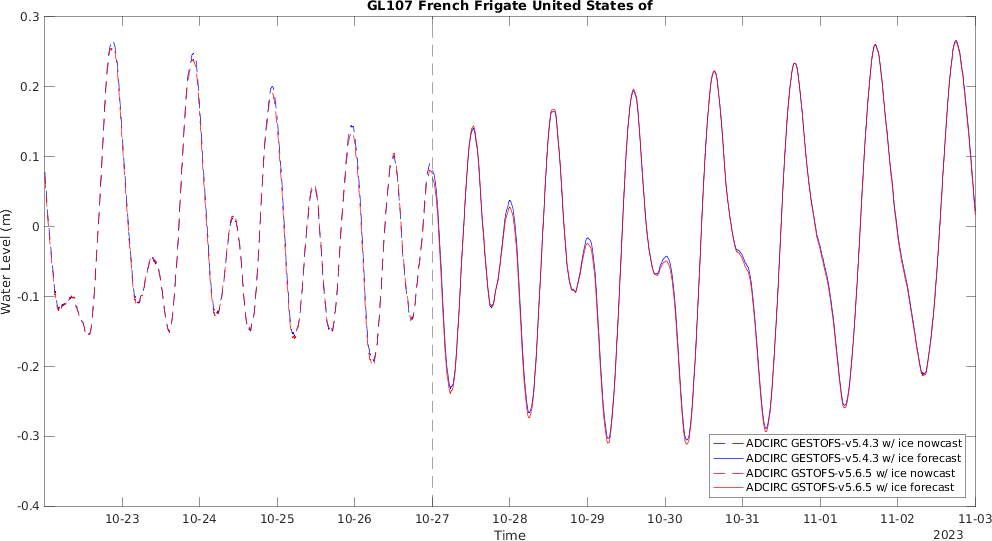 GL107 French Frigate United States of
0.3
0.2
0.1
0
-0.1
-0.2
-0.3
-0.4
Water Level (m)
ADCIRC GESTOFS-v5.4.3 w/ ice nowcast
ADCIRC GESTOFS-v5.4.3 w/ ice forecast
ADCIRC GSTOFS-v5.6.5 w/ ice nowcast
ADCIRC GSTOFS-v5.6.5 w/ ice forecast
10-23 10-24 10-25 10-26 10-27 10-28 10-29 10-30 10-31 11-01 11-02 11-03
Time
2023